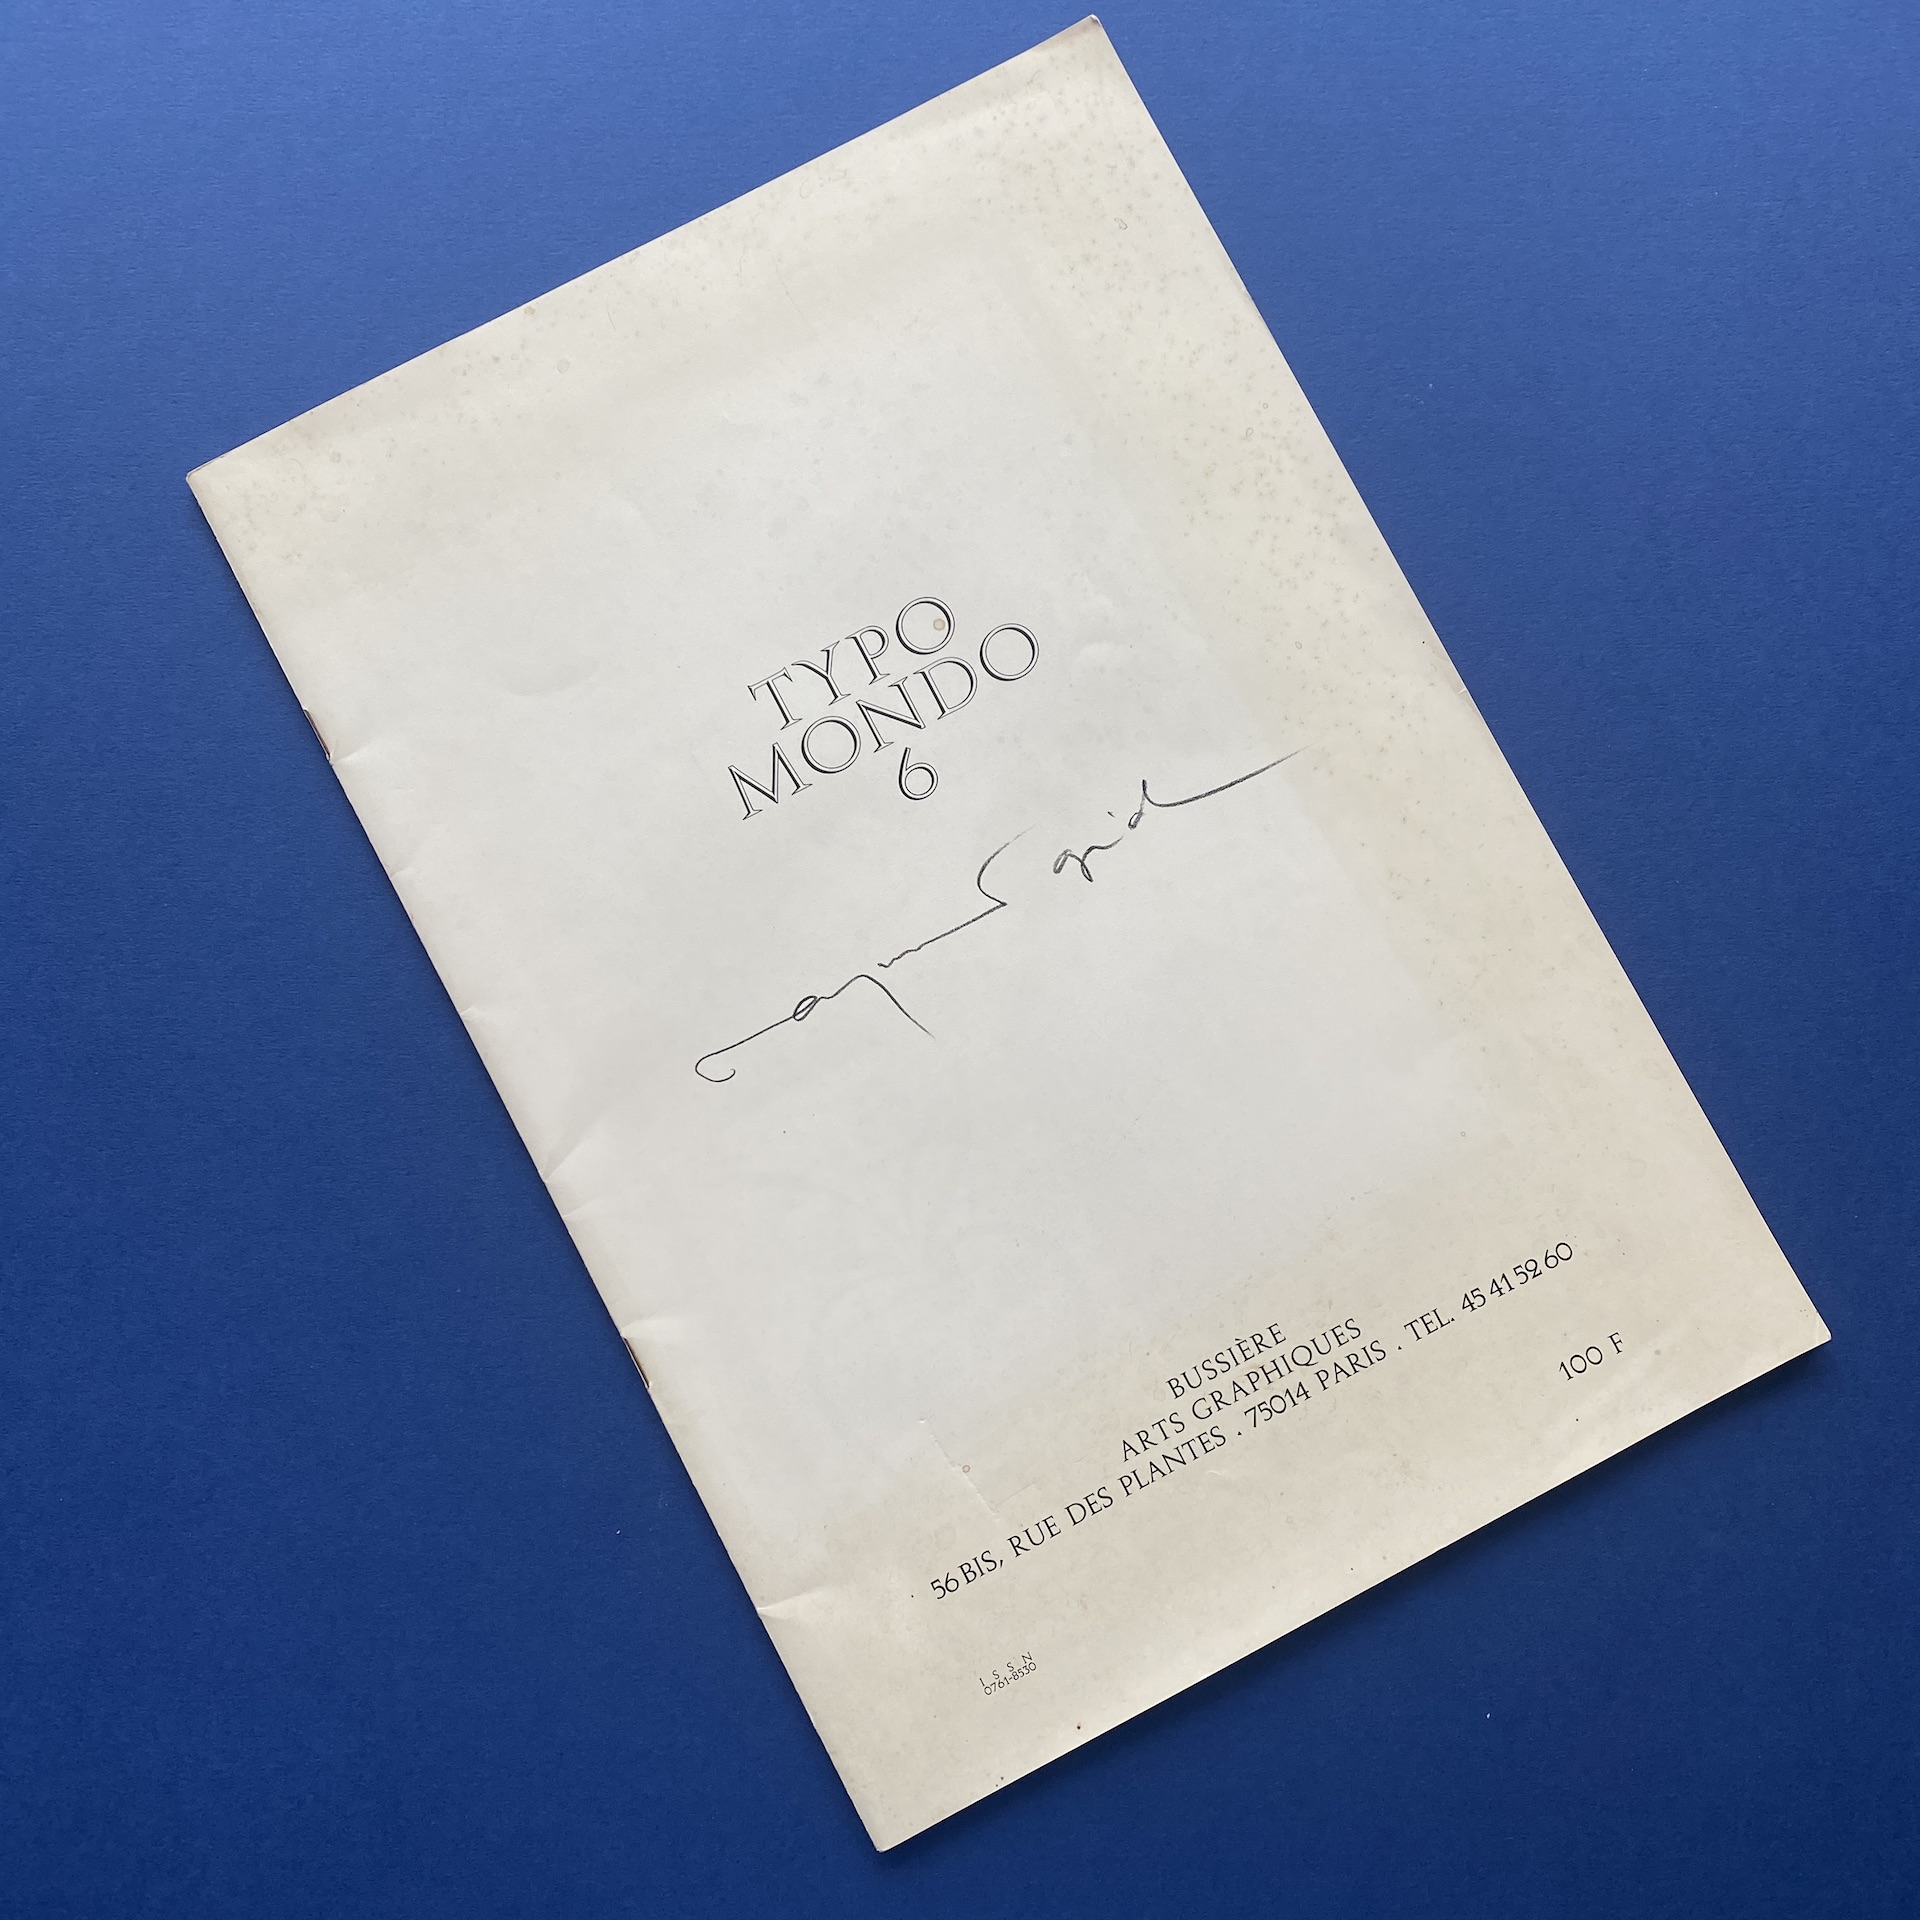 TYPO
MONDO
6
BUSSIÈRE
ARTS GRAPHIQUES
56 BIS, RUE DES PLANTES . 75014 PARIS . TEL. 45 41 52 60
100 F
I S S N
0761-8530